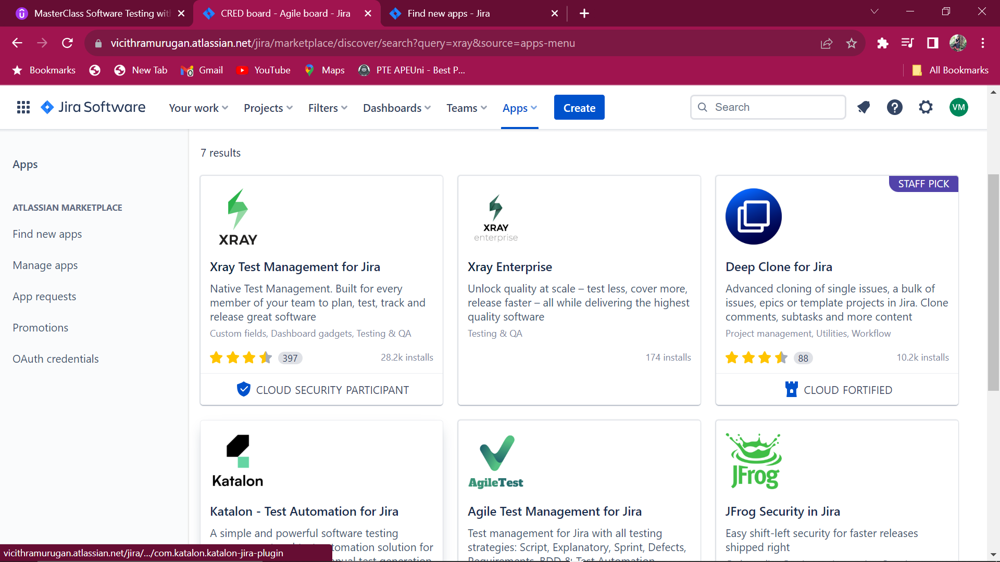 MasterClass Software Testing wit
CRED board - Agile board - Jira
Find new apps - Jira
vicithramurugan.atlassian.net/jira/marketplace/discover/search?query=xray&source=apps-menu
Bookmarks
New Tab
Gmail
YouTube
Maps
PTE APEUni - Best P...
All Bookmarks
Jira Software
Your work
Projects
Filters
Dashboards
Teams
Apps
Create
Search
VM
7 results
Apps
ATLASSIAN MARKETPLACE
Find new apps
Manage apps
App requests
Promotions
OAuth credentials
XRAY
Xray Test Management for Jira
Native Test Management. Built for every
member of your team to plan, test, track and
release great software
Custom fields, Dashboard gadgets, Testing & QA
397
28.2k installs
CLOUD SECURITY PARTICIPANT
XRAY
enterprise
Xray Enterprise
Unlock quality at scale – test less, cover more,
release faster – all while delivering the highest
quality software
Testing & QA
174 installs
STAFF PICK
Deep Clone for Jira
Advanced cloning of single issues, a bulk of
issues, epics or template projects in Jira. Clone
comments, subtasks and more content
Project management, Utilities, Workflow
88
10.2k installs
CLOUD FORTIFIED
Katalon
Katalon - Test Automation for Jira
A simple and powerful software testing
tomation solution for
AgileTest
Agile Test Management for Jira
Test management for Jira with all testing
strategies: Script, Explanatory, Sprint, Defects,
Requirements, BDD & Test Automation
JFrog
JFrog Security in Jira
Easy shift-left security for faster releases
shipped right
vicithramurugan.atlassian.net/jira/.../com.katalon.katalon-jira-plugin